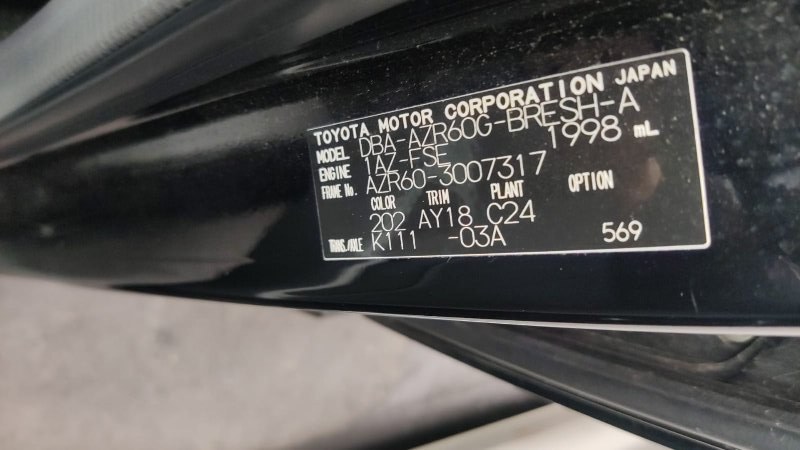 TOYOTA MOTOR CORPORATION JAPAN
MODEL DBA-AZR60G-BRESH-A
ENGINE 1AZ-FSE 1998 mL
FRAME No. AZR60-3007317
COLOR TRIM PLANT OPTION
202 AY18 C24
TRANS./AXLE K111 -03A 569